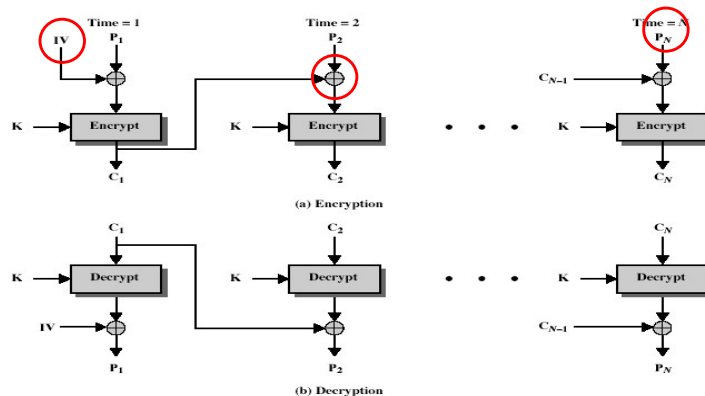 Time = 1 Time = 2 Time = N
IV P1 P2 PN
CN−1
K Encrypt K Encrypt K Encrypt
C1 C2 CN
(a) Encryption
C1 C2 CN
K Decrypt K Decrypt K Decrypt
IV CN−1
P1 P2 PN
(b) Decryption